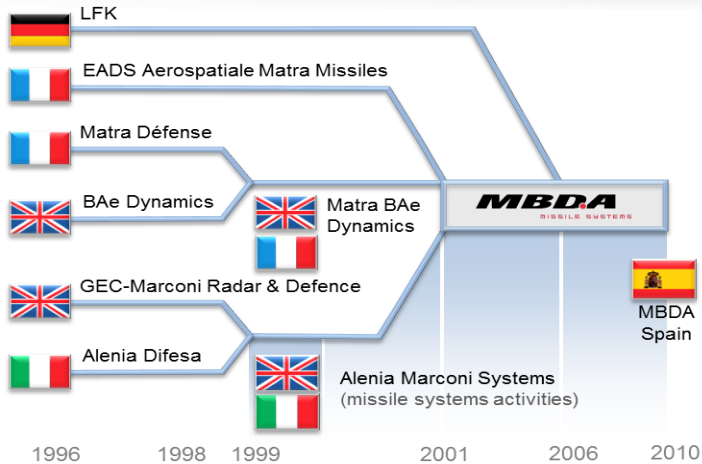 LFK
EADS Aerospatiale Matra Missiles
Matra Défense
BAe Dynamics
Matra BAe
Dynamics
MBDA
MISSILE SYSTEMS
GEC-Marconi Radar & Defence
MBDA
Spain
Alenia Difesa
Alenia Marconi Systems
(missile systems activities)
1996
1998
1999
2001
2006
2010